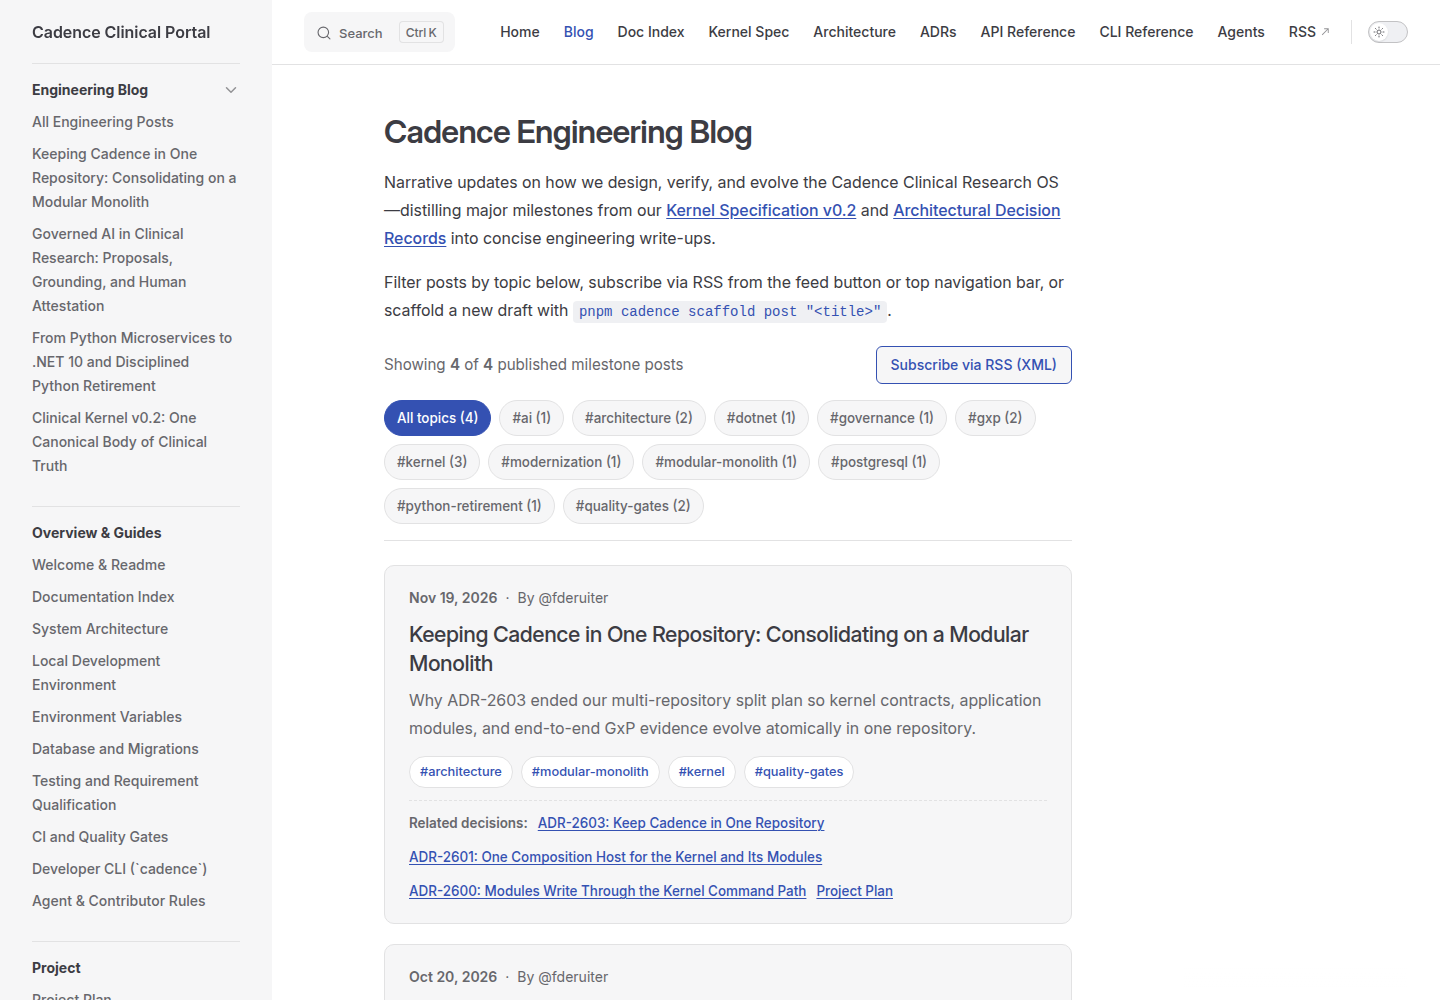 Cadence Clinical Portal
Engineering Blog
All Engineering Posts
Keeping Cadence in One
Repository: Consolidating on a
Modular Monolith
Governed AI in Clinical
Research: Proposals,
Grounding, and Human
Attestation
From Python Microservices to
.NET 10 and Disciplined
Python Retirement
Clinical Kernel v0.2: One
Canonical Body of Clinical
Truth
Overview & Guides
Welcome & Readme
Documentation Index
System Architecture
Local Development
Environment
Environment Variables
Database and Migrations
Testing and Requirement
Qualification
CI and Quality Gates
Developer CLI (`cadence`)
Agent & Contributor Rules
Project
Project Plan
Search Ctrl K
Home Blog Doc Index Kernel Spec Architecture ADRs API Reference CLI Reference Agents RSS
Cadence Engineering Blog
Narrative updates on how we design, verify, and evolve the Cadence Clinical Research OS
—distilling major milestones from our Kernel Specification v0.2 and Architectural Decision
Records into concise engineering write-ups.
Filter posts by topic below, subscribe via RSS from the feed button or top navigation bar, or
scaffold a new draft with pnpm cadence scaffold post "<title>".
Showing 4 of 4 published milestone posts
Subscribe via RSS (XML)
All topics (4) #ai (1) #architecture (2) #dotnet (1) #governance (1) #gxp (2)
#kernel (3) #modernization (1) #modular-monolith (1) #postgresql (1)
#python-retirement (1) #quality-gates (2)
Nov 19, 2026 · By @fderuiter
Keeping Cadence in One Repository: Consolidating on a Modular
Monolith
Why ADR-2603 ended our multi-repository split plan so kernel contracts, application
modules, and end-to-end GxP evidence evolve atomically in one repository.
#architecture #modular-monolith #kernel #quality-gates
Related decisions: ADR-2603: Keep Cadence in One Repository
ADR-2601: One Composition Host for the Kernel and Its Modules
ADR-2600: Modules Write Through the Kernel Command Path Project Plan
Oct 20, 2026 · By @fderuiter